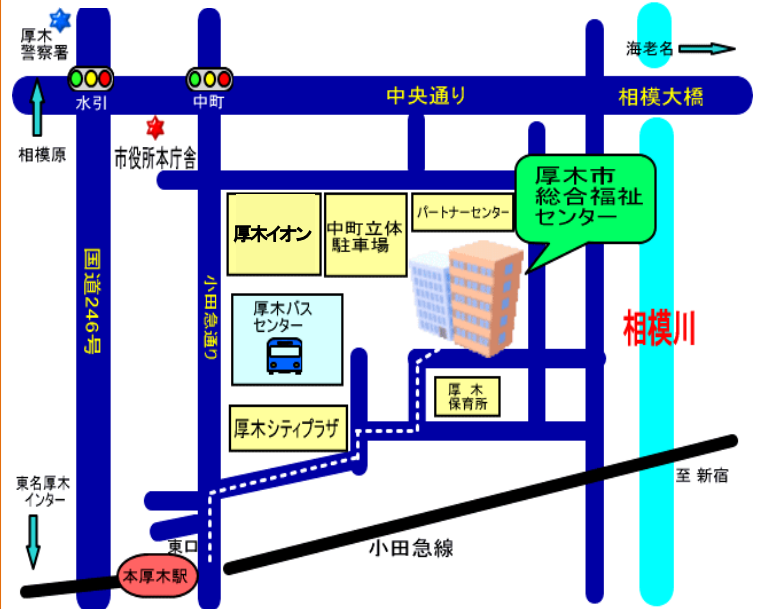 厚木
警察署
海老名
水引
中町
中央通り
相模大橋
相模原
市役所本庁舎
厚木市
総合福祉
センター
厚木イオン
中町立体
駐車場
パートナーセンター
国道246号
小田急通り
厚木バス
センター
相模川
厚木
保育所
厚木シティプラザ
至 新宿
東名厚木
インター
東口
小田急線
本厚木駅